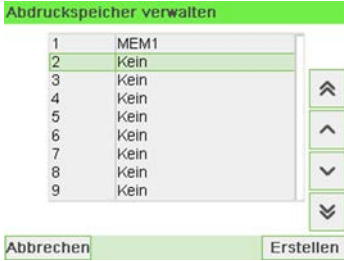 Abdruckspeicher verwalten
1 MEM1
2 Kein
3 Kein
4 Kein
5 Kein
6 Kein
7 Kein
8 Kein
9 Kein
Abbrechen Erstellen